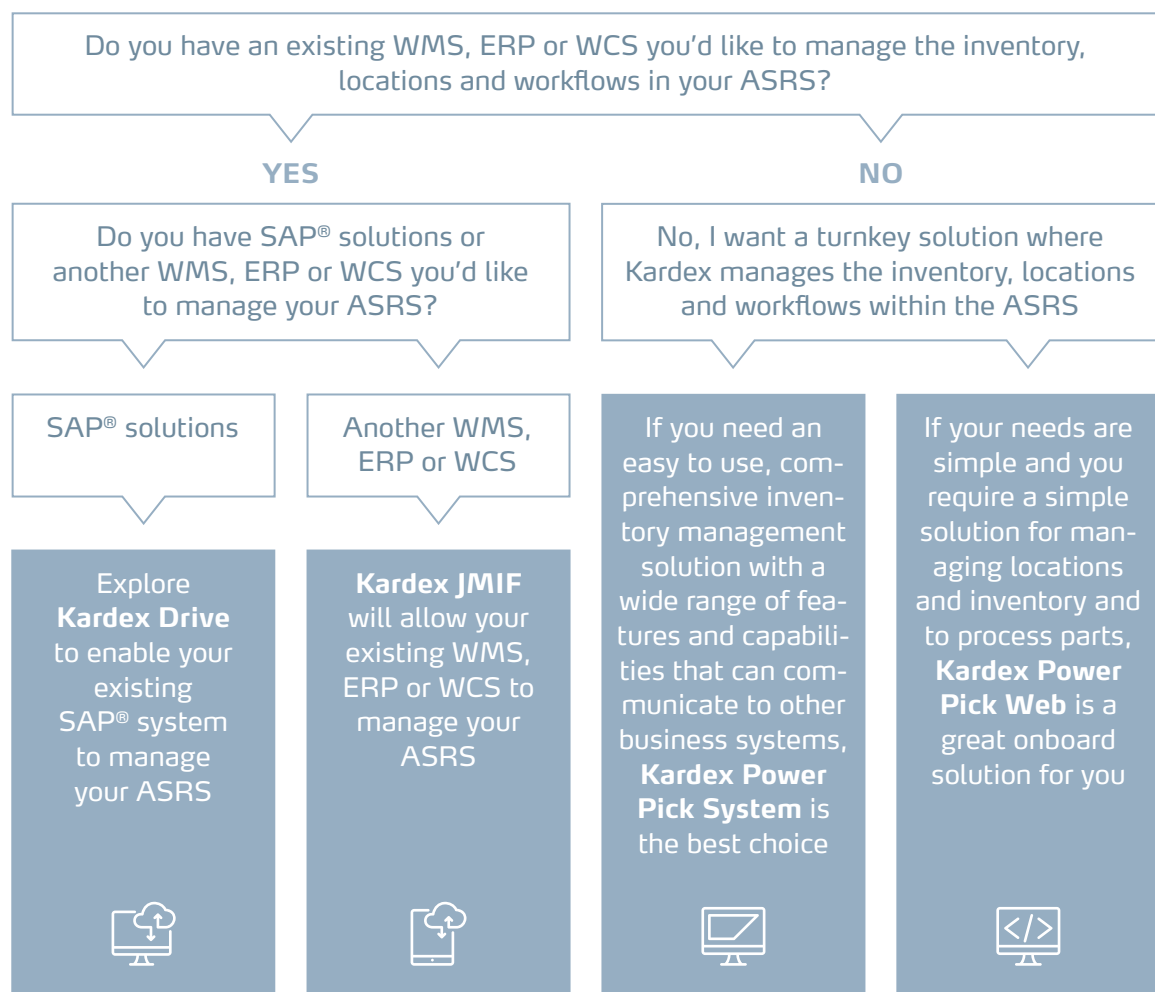 Do you have an existing WMS, ERP or WCS you'd like to manage the inventory,
locations and workflows in your ASRS?
YES
NO
Do you have SAP® solutions or
another WMS, ERP or WCS you'd like
to manage your ASRS?
No, I want a turnkey solution where
Kardex manages the inventory, locations
and workflows within the ASRS
SAP® solutions
Another WMS,
ERP or WCS
Explore
Kardex Drive
to enable your
existing
SAP® system
to manage
your ASRS
Kardex JMIF
will allow your
existing WMS,
ERP or WCS to
manage your
ASRS
If you need an
easy to use, com-
prehensive inven-
tory management
solution with a
wide range of fea-
tures and capabili-
ties that can com-
municate to other
business systems,
Kardex Power
Pick System is
the best choice
If your needs are
simple and you
require a simple
solution for man-
aging locations
and inventory and
to process parts,
Kardex Power
Pick Web is a
great onboard
solution for you